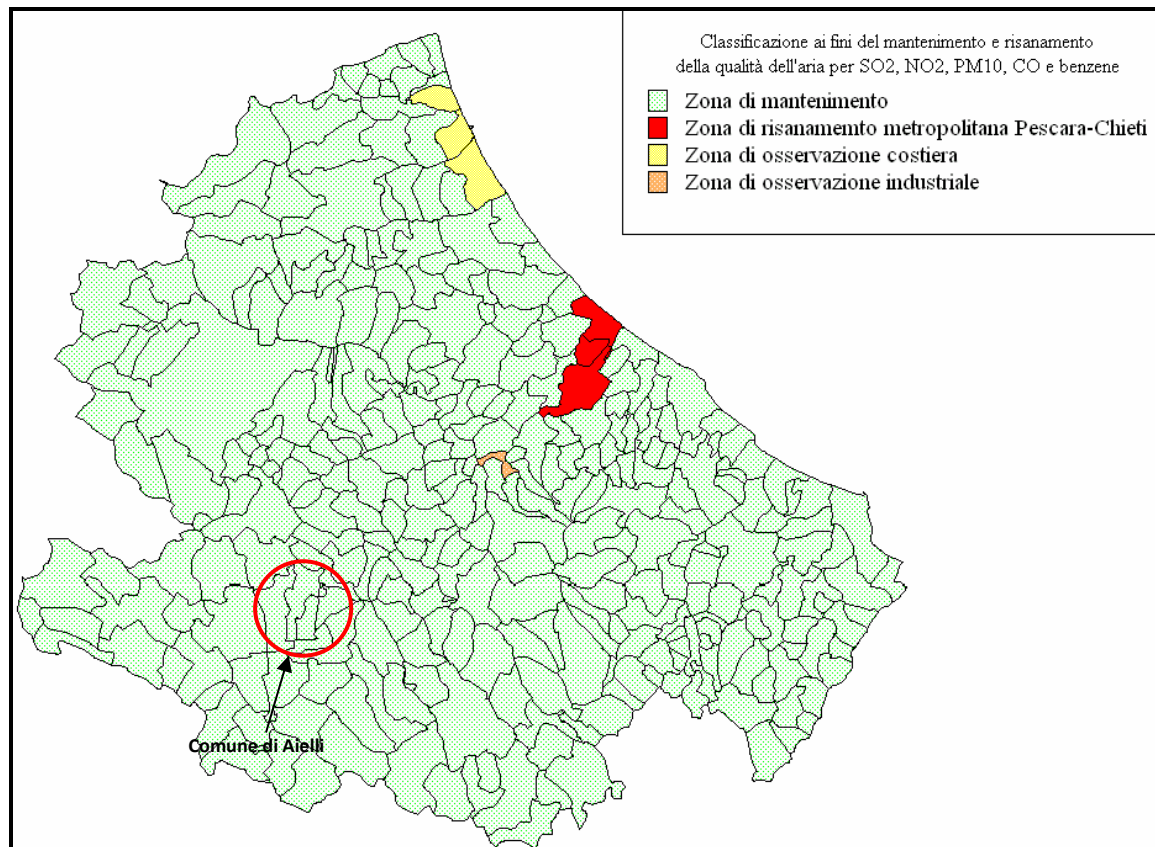 Classificazione ai fini del mantenimento e risanamento
della qualità dell'aria per SO2, NO2, PM10, CO e benzene
Zona di mantenimento
Zona di risanamemto metropolitana Pescara-Chieti
Zona di osservazione costiera
Zona di osservazione industriale
Comune di Aielli